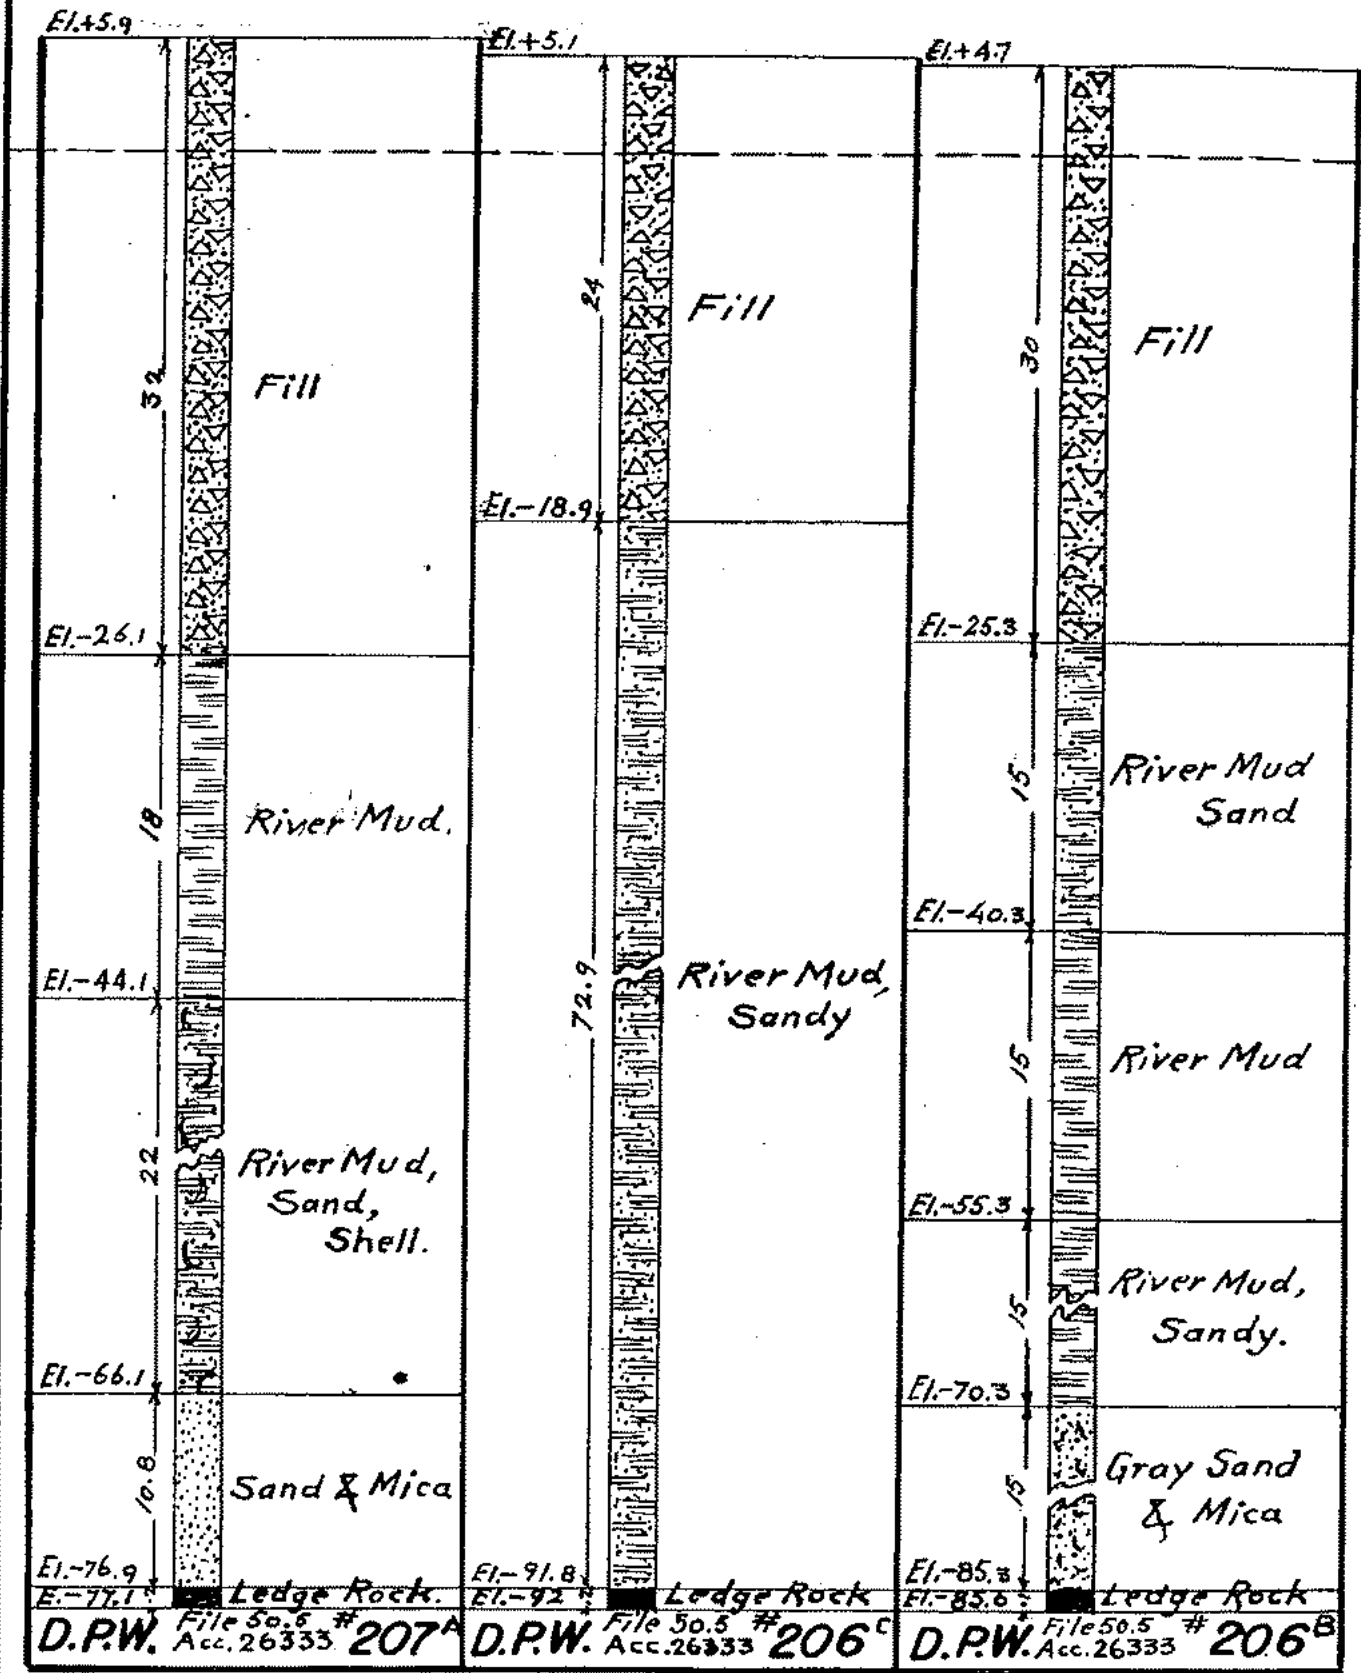 El.+5.9
32
Fill
El.-26.1
18
River Mud.
El.-44.1
22
River Mud,
Sand,
Shell.
El.-66.1
10.8
Sand & Mica
El.-76.9
E.-77.1
Ledge Rock.
D.P.W. File 50.5 # 207A
Acc. 26333
El.+5.1
24
Fill
El.-18.9
72.9
River Mud,
Sandy
El.-91.8
El.-92
Ledge Rock
D.P.W. File 50.5 # 206C
Acc. 26333
El.+4.7
30
Fill
El.-25.3
15
River Mud
Sand
El.-40.3
15
River Mud
El.-55.3
15
River Mud,
Sandy.
El.-70.3
15
Gray Sand
& Mica
El.-85.3
El.-85.6
Ledge Rock
D.P.W. File 50.5 # 206B
Acc. 26333